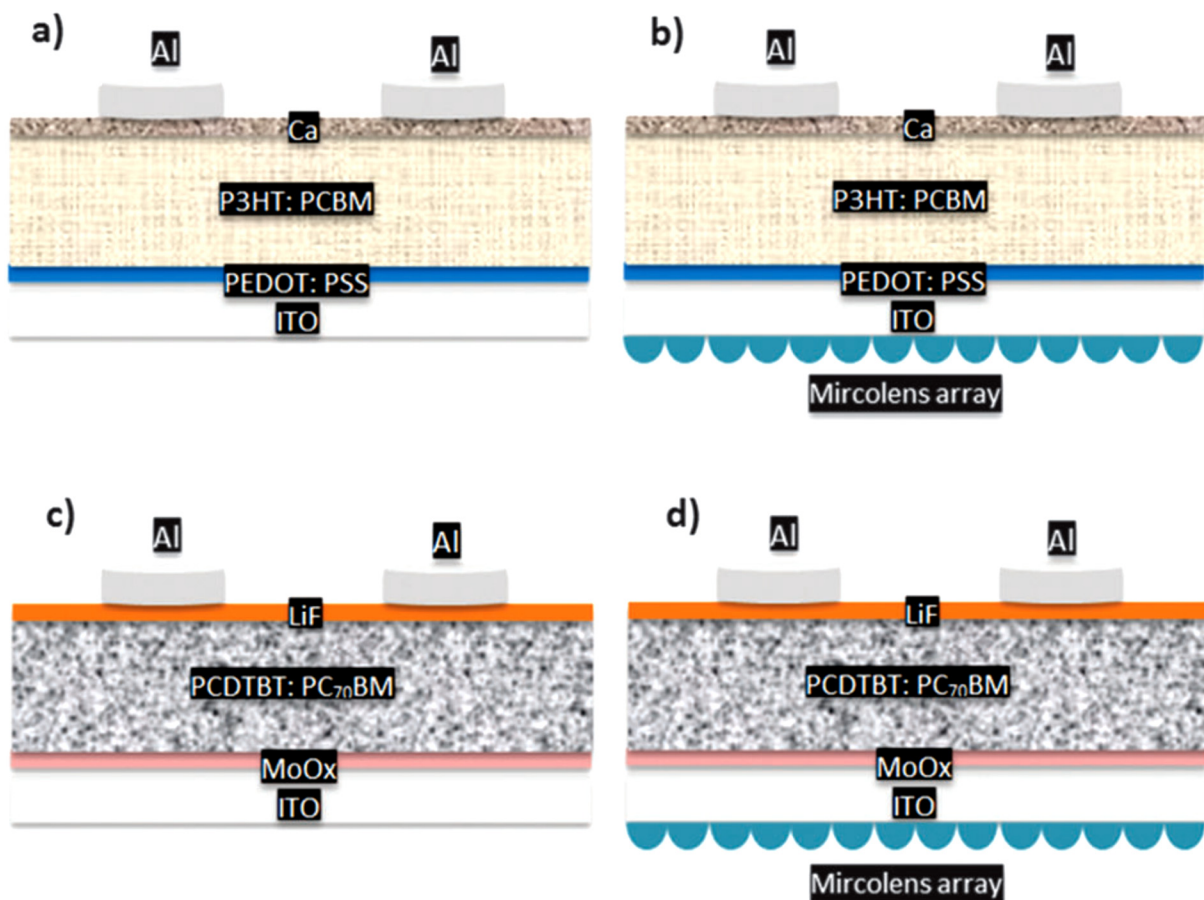 a)
Al
Al
Ca
P3HT: PCBM
PEDOT: PSS
ITO
b)
Al
Al
Ca
P3HT: PCBM
PEDOT: PSS
ITO
Mircolens array
c)
Al
Al
LiF
PCDTBT: PC₇₀BM
MoOx
ITO
d)
Al
Al
LiF
PCDTBT: PC₇₀BM
MoOx
ITO
Mircolens array